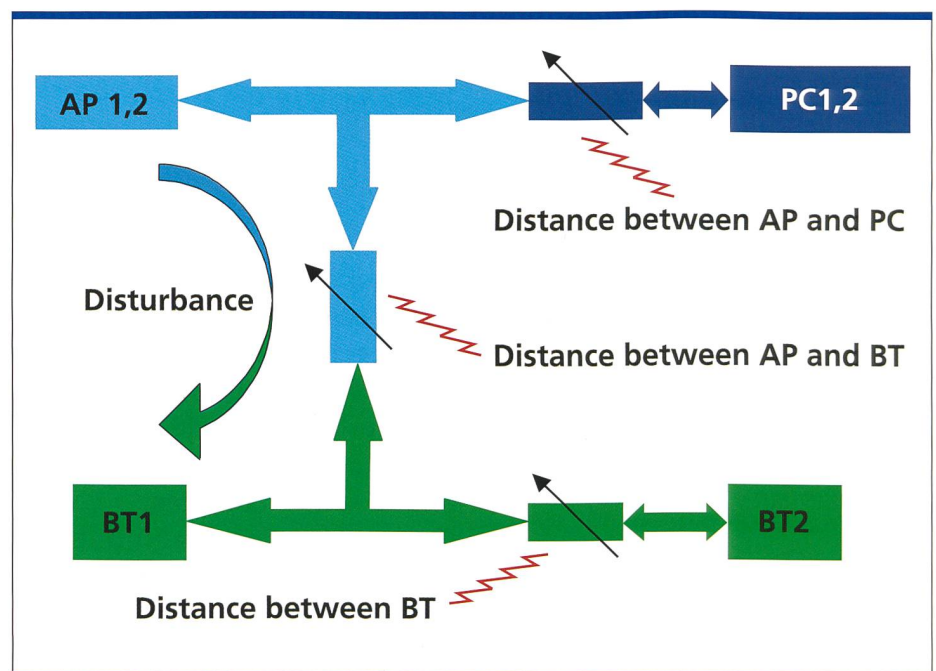 AP 1,2
PC1,2
Distance between AP and PC
Disturbance
Distance between AP and BT
BT1
BT2
Distance between BT